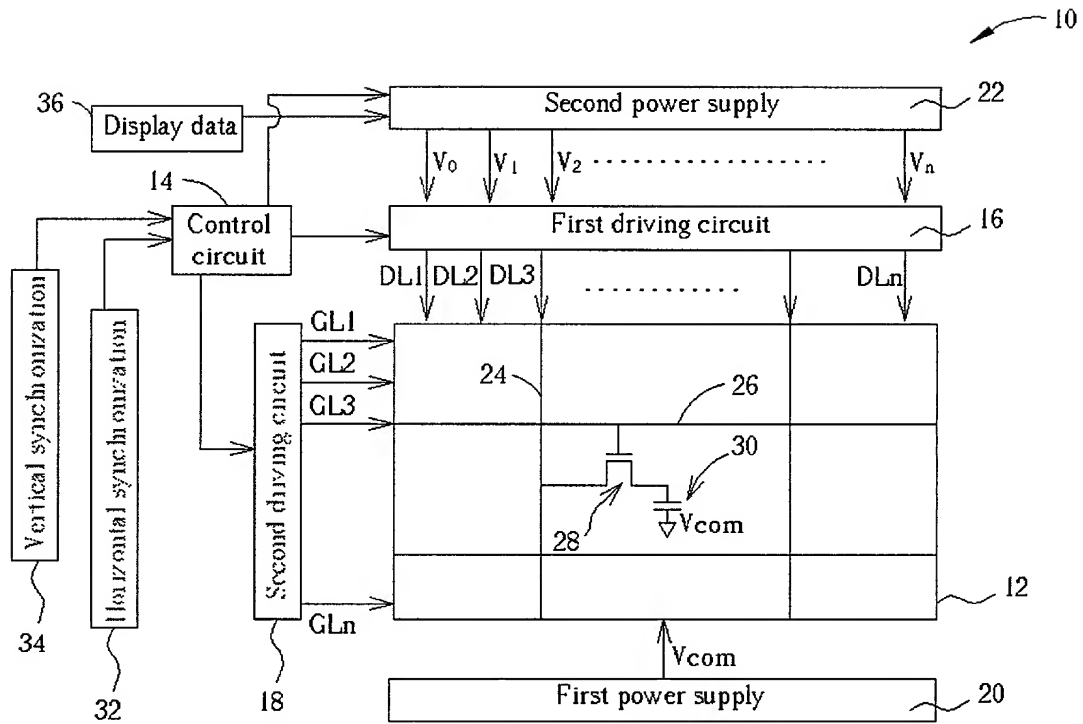 10
36
Display data
Second power supply
22
V0
V1
V2
Vn
14
Control
circuit
First driving circuit
16
DL1
DL2
DL3
DLn
Vertical synchronization
Horizontal synchronization
Second driving circuit
GL1
GL2
GL3
GLn
24
26
28
30
Vcom
12
34
32
18
Vcom
First power supply
20